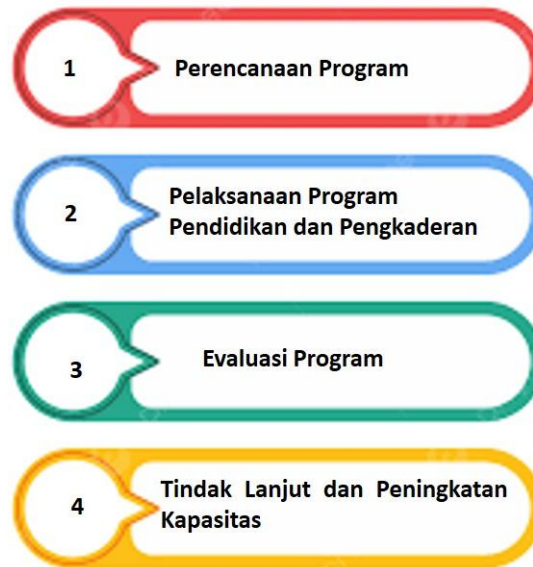 1
Perencanaan Program
2
Pelaksanaan Program
Pendidikan dan Pengkaderan
3
Evaluasi Program
4
Tindak Lanjut dan Peningkatan
Kapasitas